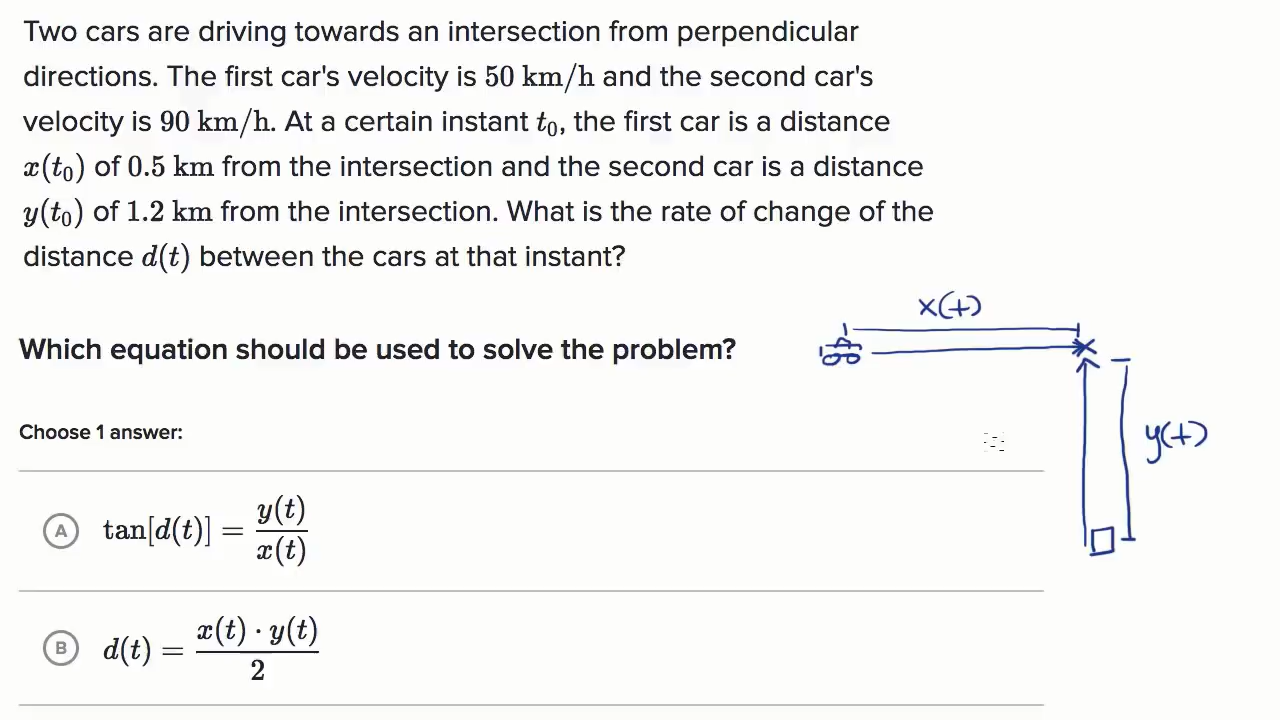 Two cars are driving towards an intersection from perpendicular
directions. The first car's velocity is 50 km/h and the second car's
velocity is 90 km/h. At a certain instant t₀, the first car is a distance
x(t₀) of 0.5 km from the intersection and the second car is a distance
y(t₀) of 1.2 km from the intersection. What is the rate of change of the
distance d(t) between the cars at that instant?
x(t)
Which equation should be used to solve the problem?
Choose 1 answer:
y(t)
A tan[d(t)] = y(t)/x(t)
B d(t) = x(t) · y(t)/2